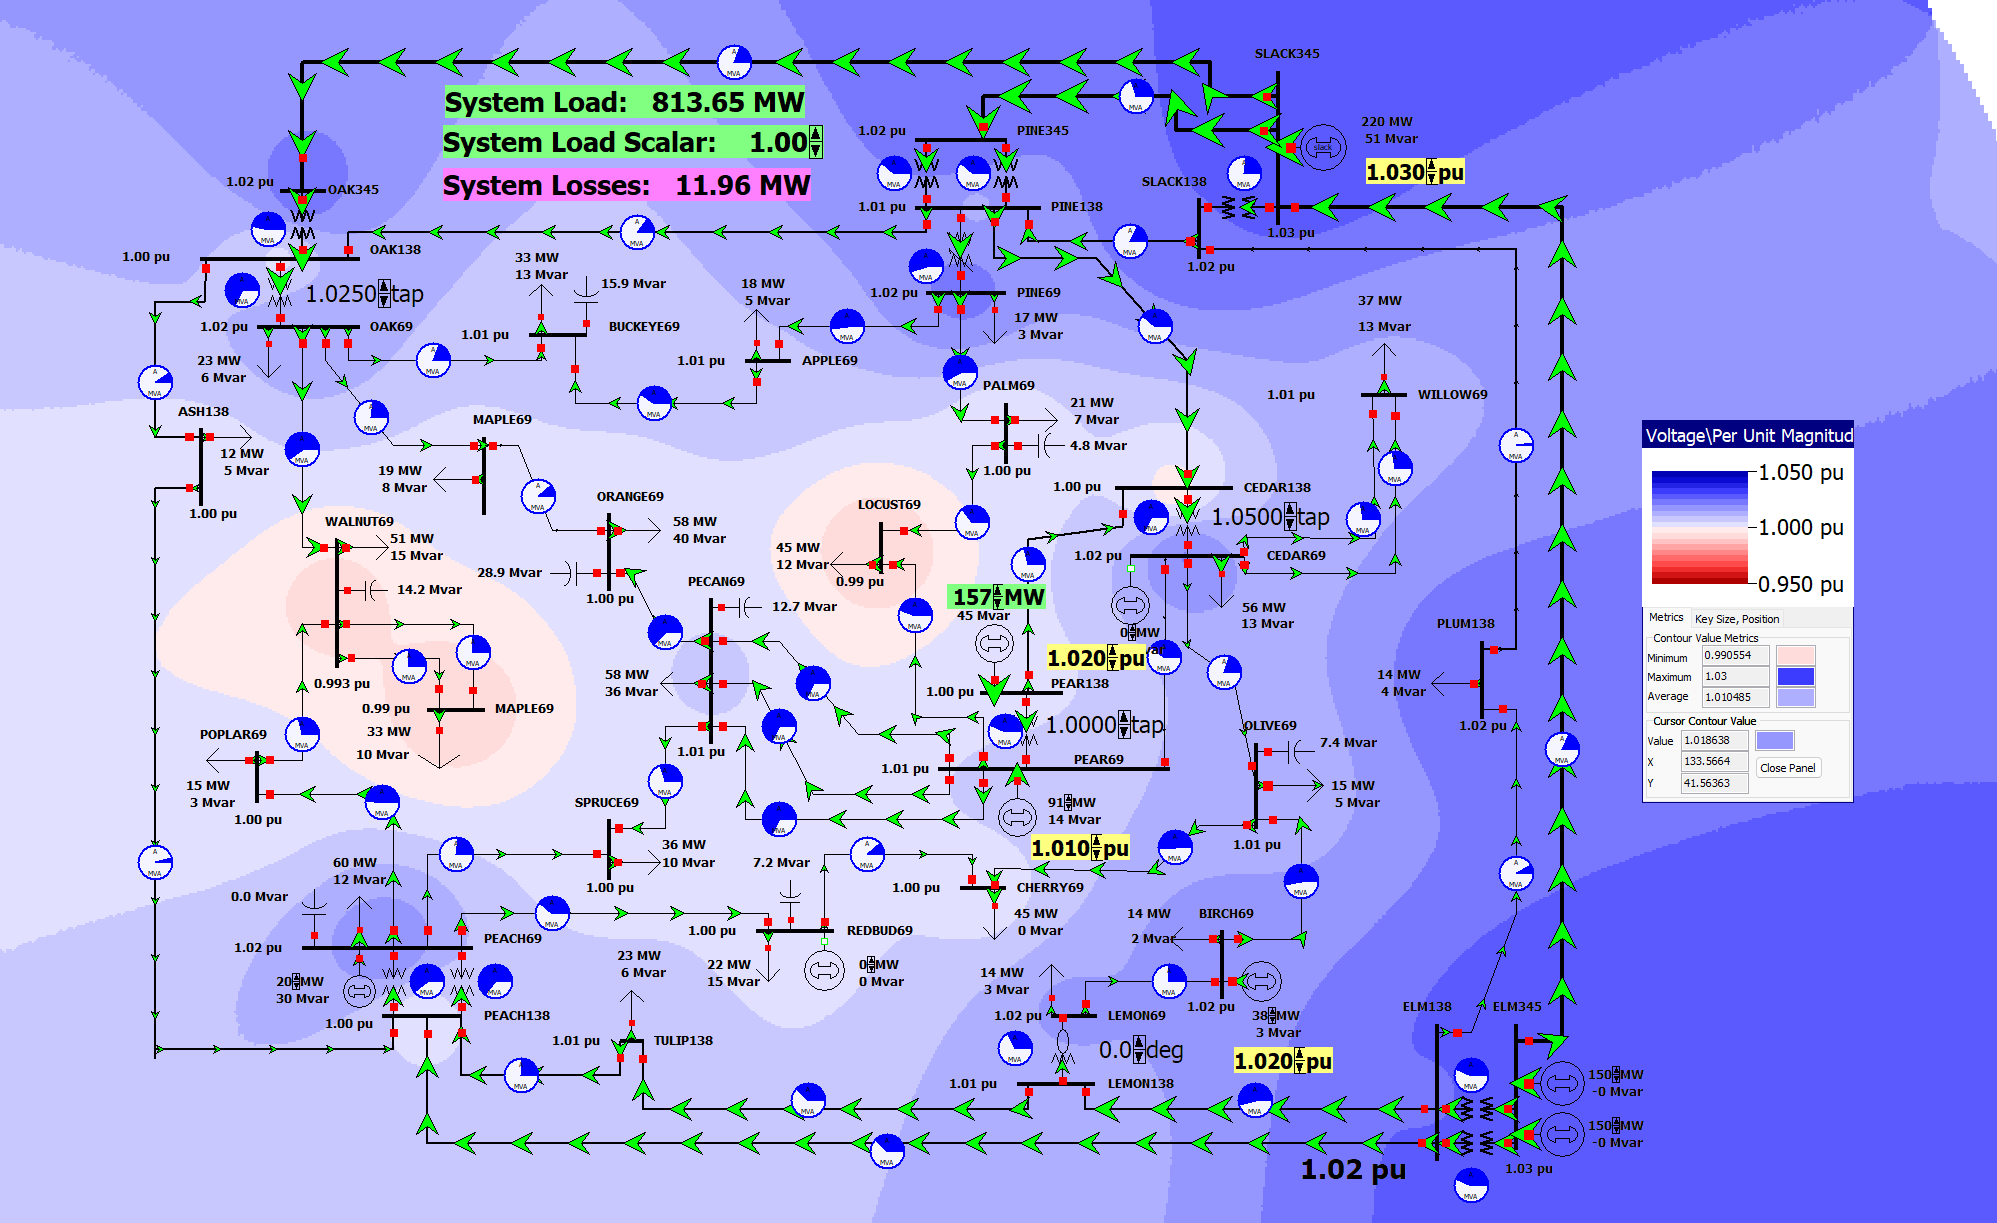 SLACK345
System Load: 813.65 MW
System Load Scalar: 1.00
System Losses: 11.96 MW
1.02 pu
PINE345
220 MW
51 Mvar
slack
1.030 pu
SLACK138
1.02 pu
OAK345
1.01 pu
PINE138
1.03 pu
1.02 pu
OAK138
1.00 pu
33 MW
13 Mvar
15.9 Mvar
18 MW
5 Mvar
1.02 pu
PINE69
1.0250 tap
17 MW
3 Mvar
37 MW
13 Mvar
1.02 pu
OAK69
1.01 pu
BUCKEYE69
1.01 pu
APPLE69
23 MW
6 Mvar
PALM69
1.01 pu
WILLOW69
ASH138
12 MW
5 Mvar
1.00 pu
MAPLE69
19 MW
8 Mvar
21 MW
7 Mvar
4.8 Mvar
1.00 pu
1.00 pu
CEDAR138
1.0500 tap
ORANGE69
58 MW
40 Mvar
28.9 Mvar
1.00 pu
LOCUST69
45 MW
12 Mvar
0.99 pu
1.02 pu
CEDAR69
56 MW
13 Mvar
0 MW
WALNUT69
51 MW
15 Mvar
14.2 Mvar
0.993 pu
PECAN69
12.7 Mvar
58 MW
36 Mvar
1.01 pu
157 MW
45 Mvar
1.020 pu
1.00 pu
PEAR138
1.0000 tap
1.01 pu
PEAR69
91 MW
14 Mvar
1.010 pu
0.99 pu
MAPLE69
33 MW
10 Mvar
POPLAR69
15 MW
3 Mvar
1.00 pu
OLIVE69
7.4 Mvar
15 MW
5 Mvar
1.01 pu
PLUM138
14 MW
4 Mvar
1.02 pu
SPRUCE69
36 MW
10 Mvar
1.00 pu
7.2 Mvar
1.00 pu
CHERRY69
45 MW
0 Mvar
60 MW
12 Mvar
0.0 Mvar
1.02 pu
PEACH69
20 MW
30 Mvar
1.00 pu
PEACH138
1.00 pu
REDBUD69
22 MW
15 Mvar
0 MW
0 Mvar
23 MW
6 Mvar
1.01 pu
TULIP138
14 MW
2 Mvar
BIRCH69
1.02 pu
38 MW
3 Mvar
1.020 pu
14 MW
3 Mvar
1.02 pu
LEMON69
0.0 deg
1.01 pu
LEMON138
ELM138
ELM345
150 MW
-0 Mvar
150 MW
-0 Mvar
1.02 pu
1.03 pu
Voltage\Per Unit Magnitud
1.050 pu
1.000 pu
0.950 pu
Metrics
Key Size, Position
Contour Value Metrics
Minimum 0.990554
Maximum 1.03
Average 1.010485
Cursor Contour Value
Value 1.018638
X 133.5664
Close Panel
Y 41.56363